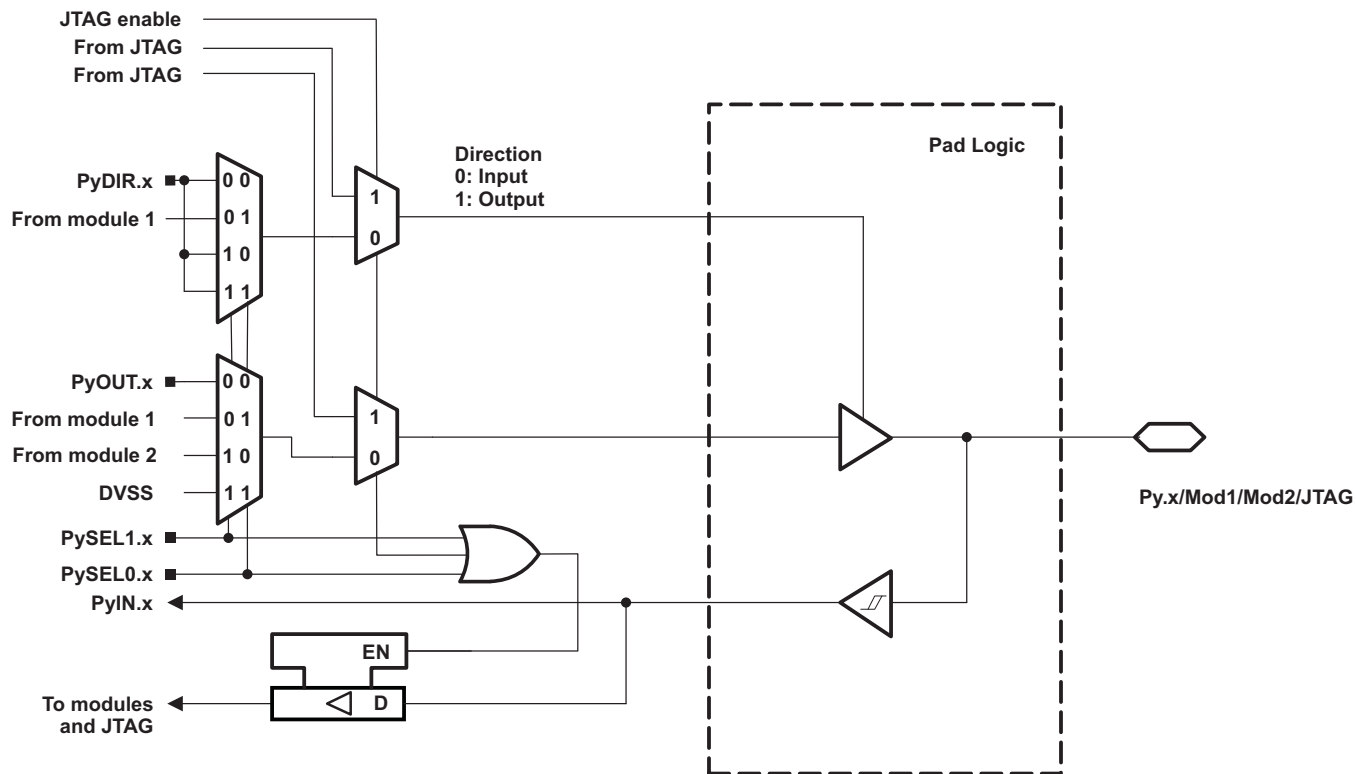 JTAG enable
From JTAG
From JTAG
Direction
0: Input
1: Output
Pad Logic
PyDIR.x
0 0
1
From module 1
0 1
0
1 0
1 1
PyOUT.x
0 0
From module 1
0 1
1
From module 2
1 0
0
DVSS
1 1
Py.x/Mod1/Mod2/JTAG
PySEL1.x
PySEL0.x
PyIN.x
EN
D
To modules
and JTAG